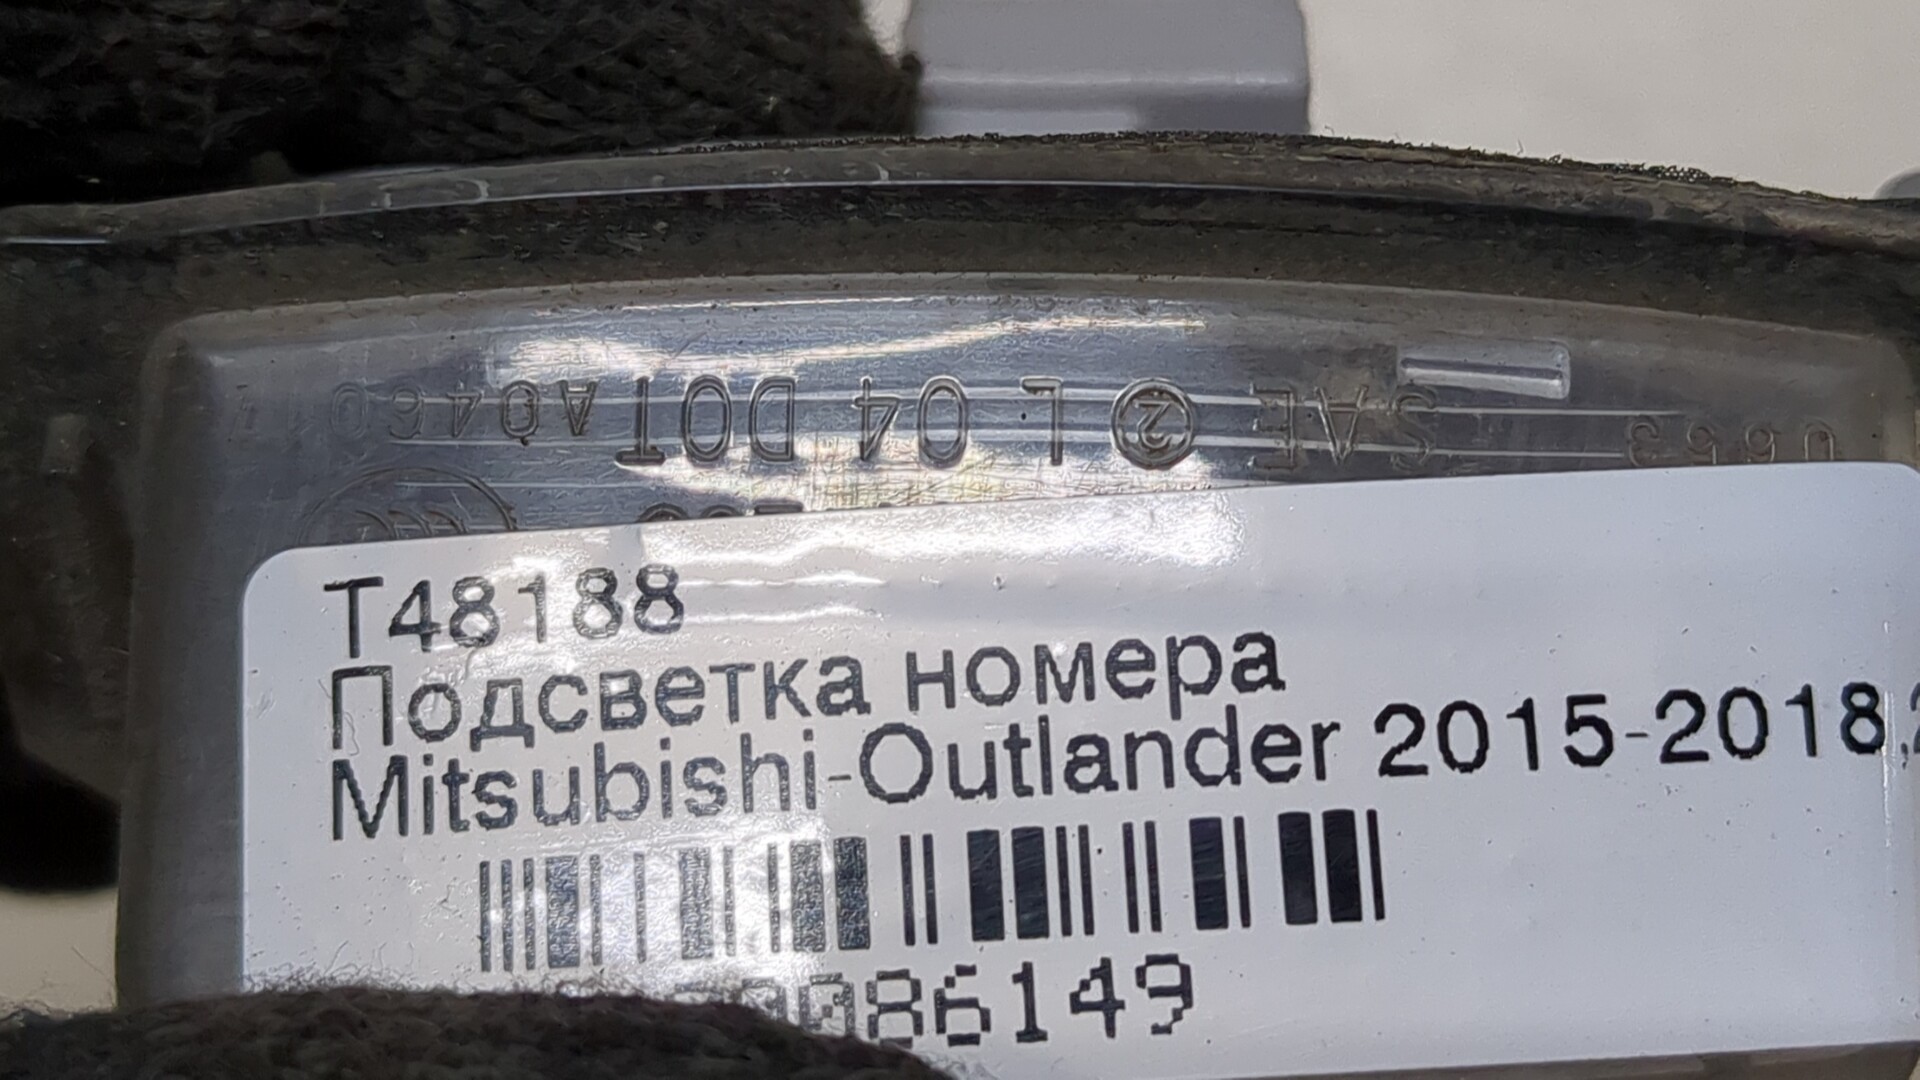 SAE ② L 04 DOT
T48188
Подсветка номера
Mitsubishi-Outlander 2015-2018,
86149